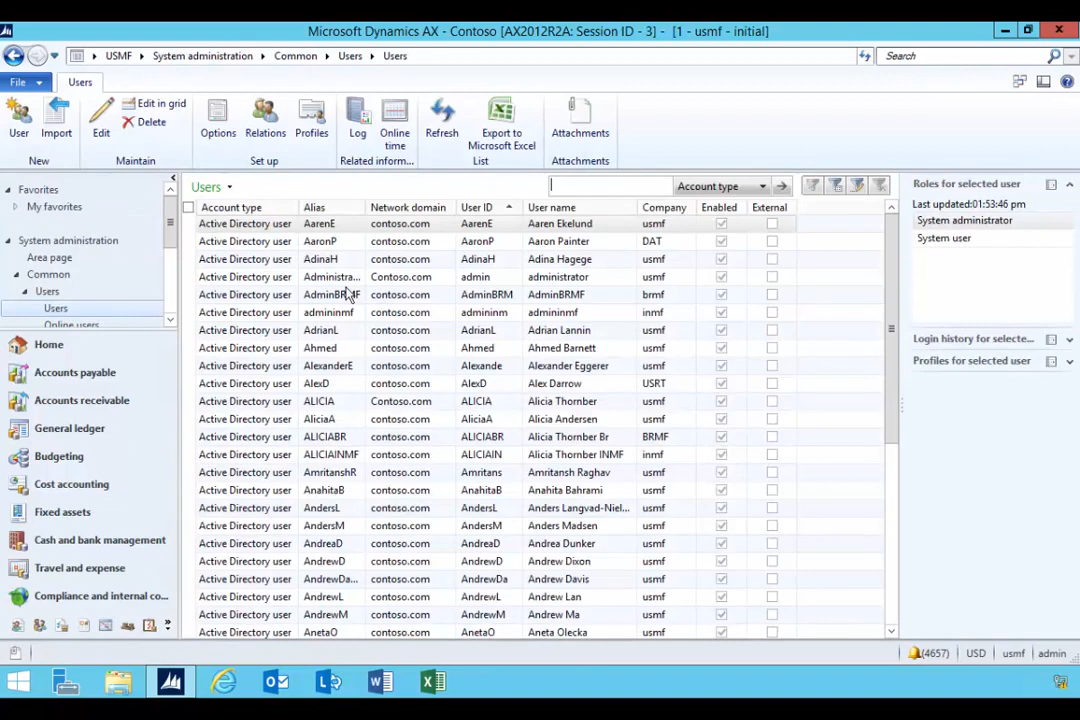 Microsoft Dynamics AX - Contoso [AX2012R2A: Session ID - 3] - [1 - usmf - initial]
USMF System administration Common Users Users Search
File Users
User Import Edit Edit in grid Delete Options Relations Profiles Log Online time Refresh Export to Microsoft Excel Attachments
New Maintain Set up Related inform... List Attachments
Favorites
My favorites
System administration
Area page
Common
Users
Users
Online users
Home
Accounts payable
Accounts receivable
General ledger
Budgeting
Cost accounting
Fixed assets
Cash and bank management
Travel and expense
Compliance and internal co...
Users Account type
Account type Alias Network domain User ID User name Company Enabled External
Active Directory user AarenE contoso.com AarenE Aaren Ekelund usmf
Active Directory user AaronP contoso.com AaronP Aaron Painter DAT
Active Directory user AdinaH contoso.com AdinaH Adina Hagege usmf
Active Directory user Administra... Contoso.com admin administrator usmf
Active Directory user AdminBRMF contoso.com AdminBRM AdminBRMF brmf
Active Directory user admininmf contoso.com admininm admininmf inmf
Active Directory user AdrianL contoso.com AdrianL Adrian Lannin usmf
Active Directory user Ahmed contoso.com Ahmed Ahmed Barnett usmf
Active Directory user AlexanderE contoso.com Alexande Alexander Eggerer usmf
Active Directory user AlexD contoso.com AlexD Alex Darrow USRT
Active Directory user ALICIA Contoso.com ALICIA Alicia Thornber usmf
Active Directory user AliciaA contoso.com AliciaA Alicia Andersen usmf
Active Directory user ALICIABR contoso.com ALICIABR Alicia Thornber Br BRMF
Active Directory user ALICIAINMF contoso.com ALICIAIN Alicia Thornber INMF inmf
Active Directory user AmritanshR contoso.com Amritans Amritansh Raghav usmf
Active Directory user AnahitaB contoso.com AnahitaB Anahita Bahrami usmf
Active Directory user AndersL contoso.com AndersL Anders Langvad-Niel... usmf
Active Directory user AndersM contoso.com AndersM Anders Madsen usmf
Active Directory user AndreaD contoso.com AndreaD Andrea Dunker usmf
Active Directory user AndrewD contoso.com AndrewD Andrew Dixon usmf
Active Directory user AndrewDa... contoso.com AndrewDa Andrew Davis usmf
Active Directory user AndrewL contoso.com AndrewL Andrew Lan usmf
Active Directory user AndrewM contoso.com AndrewM Andrew Ma usmf
Active Directory user AnetaO contoso.com AnetaO Aneta Olecka usmf
Roles for selected user
Last updated:01:53:46 pm
System administrator
System user
Login history for selecte...
Profiles for selected user
(4657) USD usmf admin